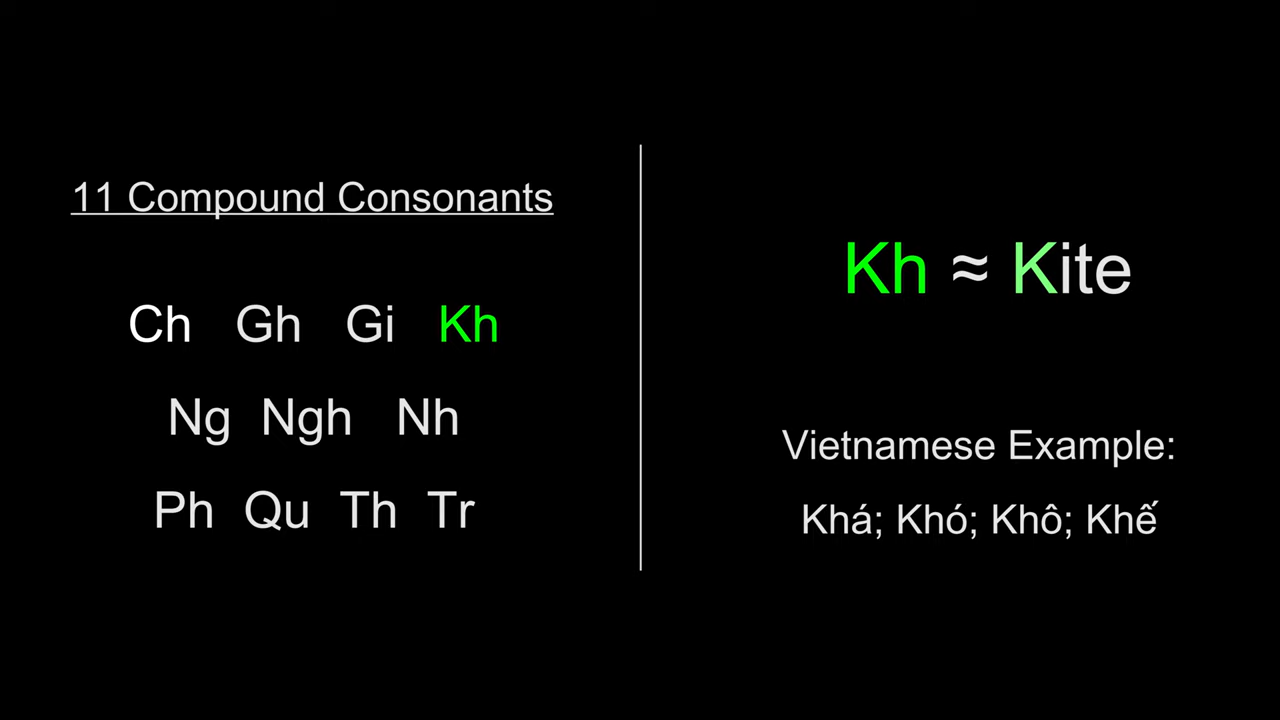 11 Compound Consonants
Ch Gh Gi Kh
Ng Ngh Nh
Ph Qu Th Tr
Kh ≈ Kite
Vietnamese Example:
Khá; Khó; Khô; Khế